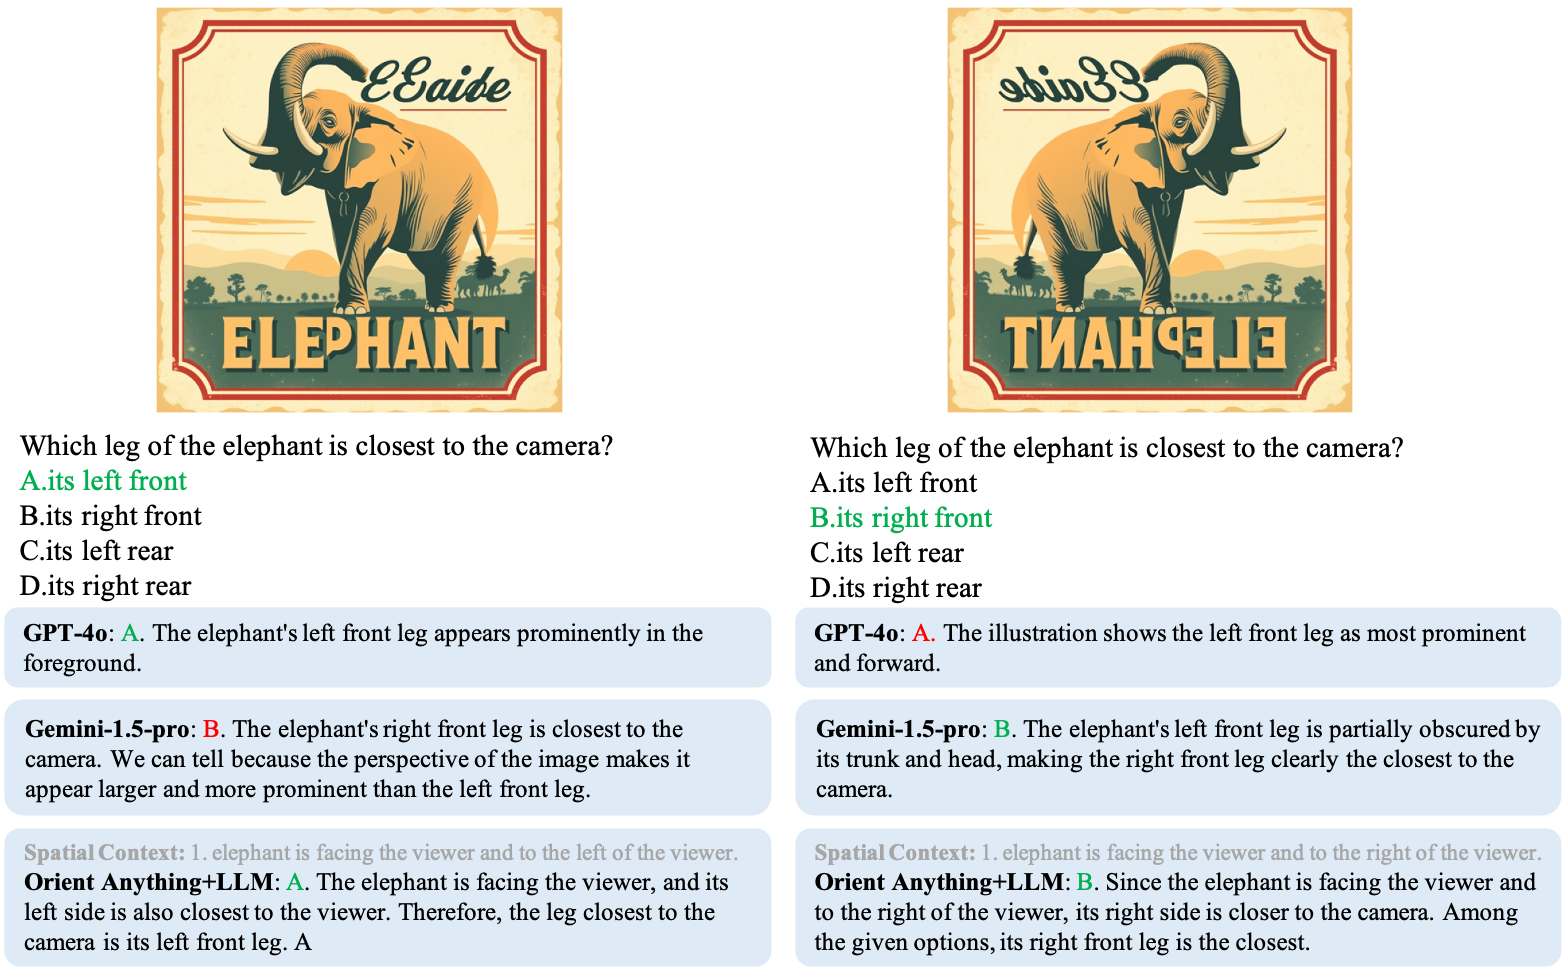 EEaibe
ELEPHANT
Which leg of the elephant is closest to the camera?
A.its left front
B.its right front
C.its left rear
D.its right rear
GPT-4o: A. The elephant's left front leg appears prominently in the
foreground.
Gemini-1.5-pro: B. The elephant's right front leg is closest to the
camera. We can tell because the perspective of the image makes it
appear larger and more prominent than the left front leg.
Spatial Context: 1. elephant is facing the viewer and to the left of the viewer.
Orient Anything+LLM: A. The elephant is facing the viewer, and its
left side is also closest to the viewer. Therefore, the leg closest to the
camera is its left front leg. A
EEaibe
ELEPHANT
Which leg of the elephant is closest to the camera?
A.its left front
B.its right front
C.its left rear
D.its right rear
GPT-4o: A. The illustration shows the left front leg as most prominent
and forward.
Gemini-1.5-pro: B. The elephant's left front leg is partially obscured by
its trunk and head, making the right front leg clearly the closest to the
camera.
Spatial Context: 1. elephant is facing the viewer and to the right of the viewer.
Orient Anything+LLM: B. Since the elephant is facing the viewer and
to the right of the viewer, its right side is closer to the camera. Among
the given options, its right front leg is the closest.